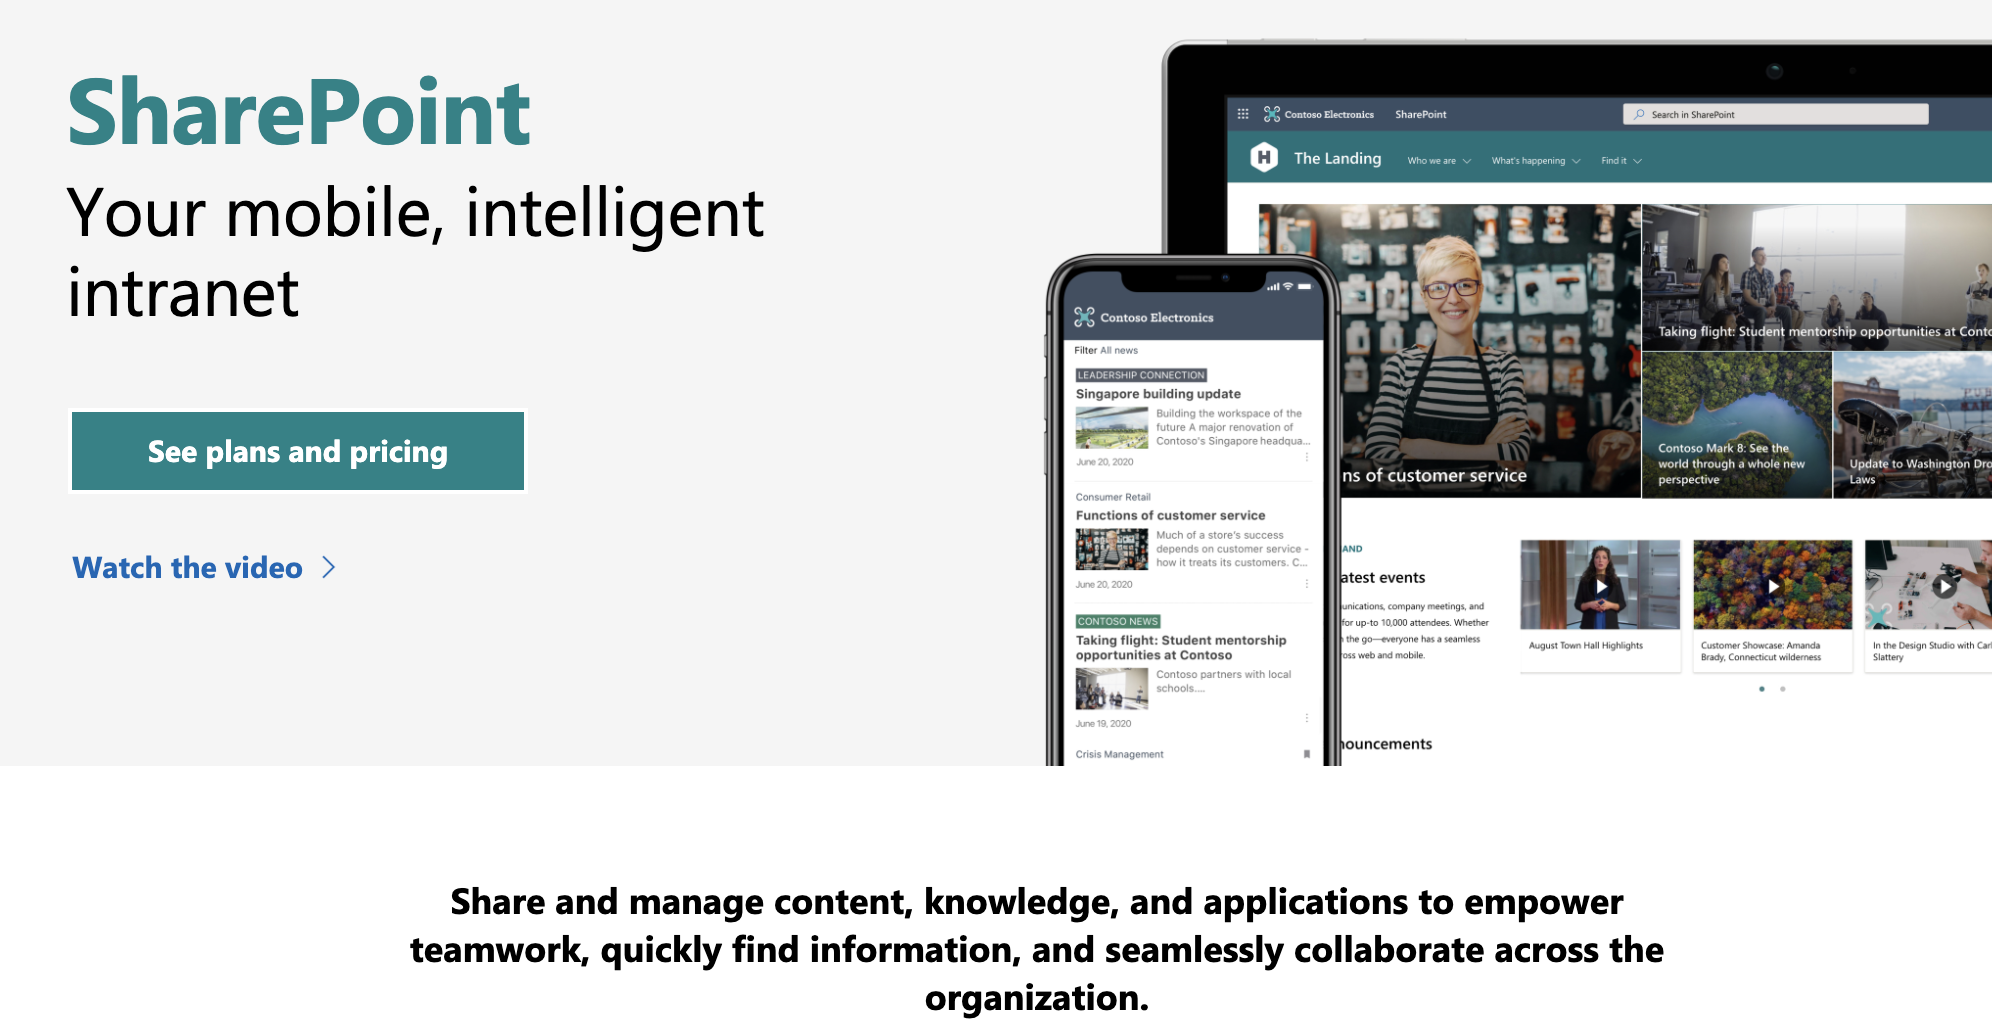 SharePoint
Your mobile, intelligent
intranet
See plans and pricing
Watch the video
Contoso Electronics SharePoint Search in SharePoint
H The Landing Who we are What's happening Find it
Taking flight: Student mentorship opportunities at Conto
Contoso Mark 8: See the
world through a whole new
perspective
Update to Washington Dro
Laws
ns of customer service
AND
atest events
unications, company meetings, and
for up-to 10,000 attendees. Whether
the go—everyone has a seamless
oss web and mobile.
August Town Hall Highlights
Customer Showcase: Amanda
Brady, Connecticut wilderness
In the Design Studio with Carl
Slattery
nouncements
Contoso Electronics
Filter All news
LEADERSHIP CONNECTION
Singapore building update
Building the workspace of the
future A major renovation of
Contoso's Singapore headqua...
June 20, 2020
Consumer Retail
Functions of customer service
Much of a store's success
depends on customer service -
how it treats its customers. C...
June 20, 2020
CONTOSO NEWS
Taking flight: Student mentorship
opportunities at Contoso
Contoso partners with local
schools....
June 19, 2020
Crisis Management
Share and manage content, knowledge, and applications to empower
teamwork, quickly find information, and seamlessly collaborate across the
organization.